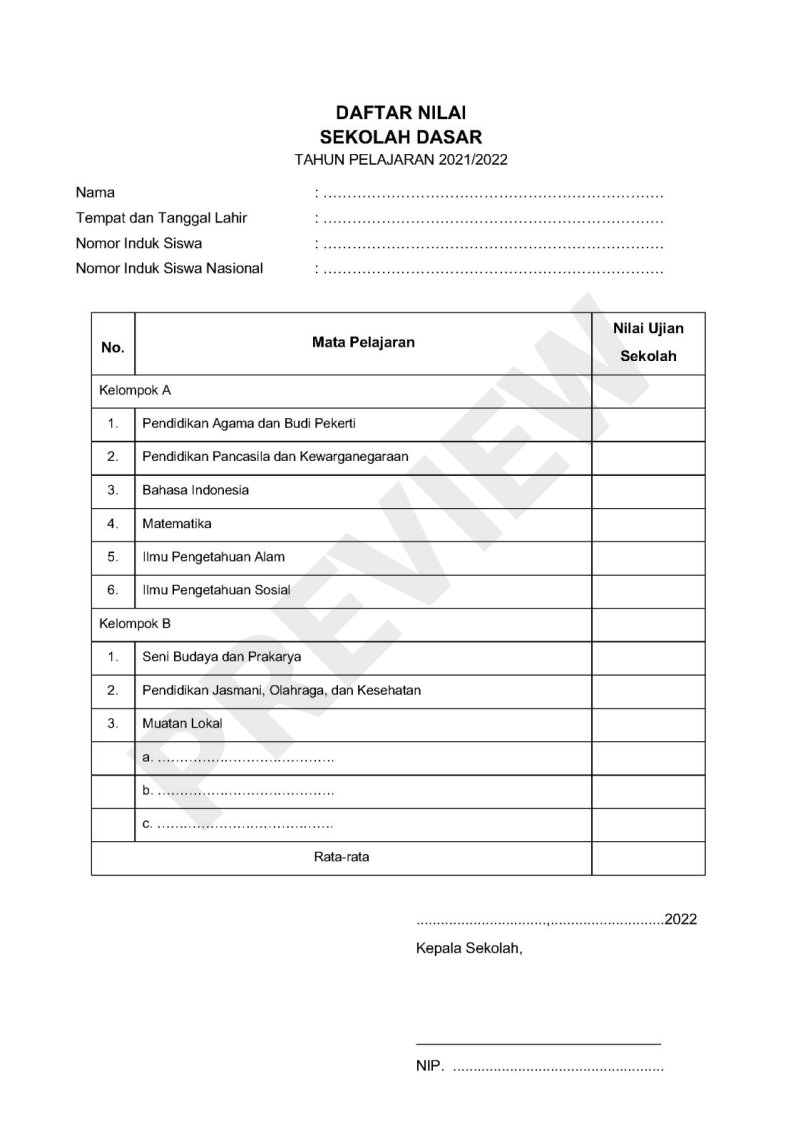 DAFTAR NILAI
SEKOLAH DASAR
TAHUN PELAJARAN 2021/2022
Nama : ……………………………………………………………
Tempat dan Tanggal Lahir : ……………………………………………………………
Nomor Induk Siswa : ……………………………………………………………
Nomor Induk Siswa Nasional : ……………………………………………………………
No. Mata Pelajaran Nilai Ujian Sekolah
Kelompok A
1. Pendidikan Agama dan Budi Pekerti
2. Pendidikan Pancasila dan Kewarganegaraan
3. Bahasa Indonesia
4. Matematika
5. Ilmu Pengetahuan Alam
6. Ilmu Pengetahuan Sosial
Kelompok B
1. Seni Budaya dan Prakarya
2. Pendidikan Jasmani, Olahraga, dan Kesehatan
3. Muatan Lokal
a. …………………………………
b. …………………………………
c. …………………………………
Rata-rata
................................,............................2022
Kepala Sekolah,
NIP. ....................................................
PREVIEW